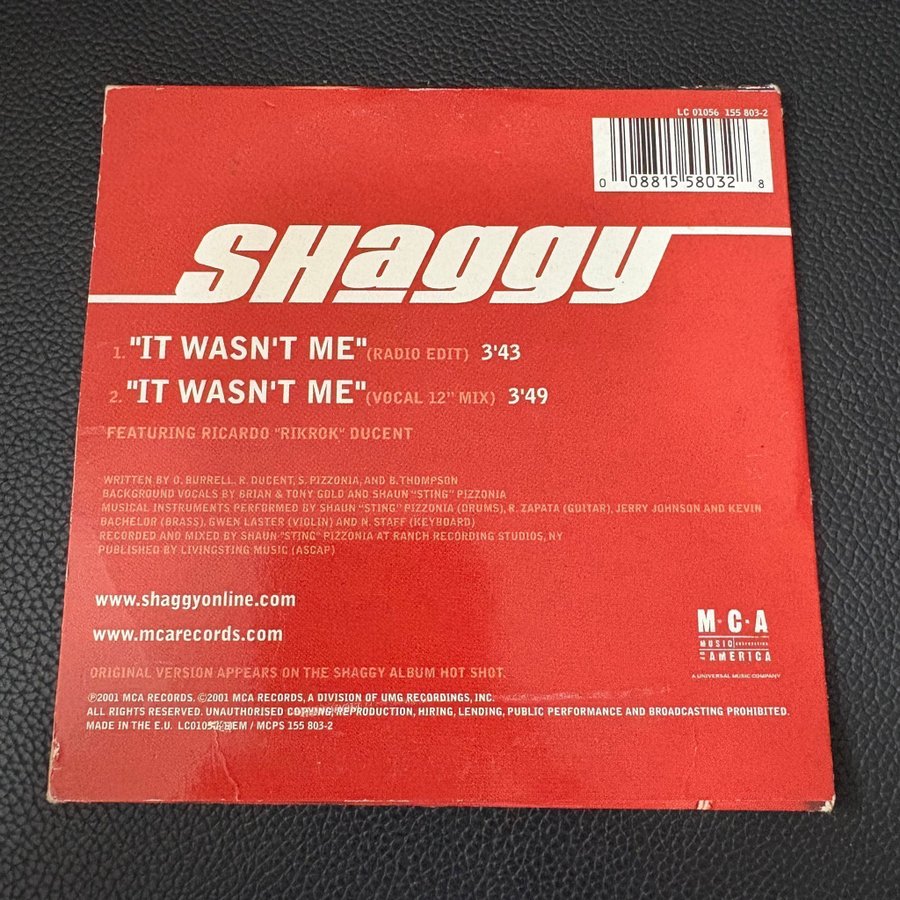 LC 01056 155 803-2
0 08815 58032 8
SHaggy
1. "IT WASN'T ME" (RADIO EDIT) 3'43
2. "IT WASN'T ME" (VOCAL 12" MIX) 3'49
FEATURING RICARDO "RIKROK" DUCENT
WRITTEN BY O. BURRELL, R. DUCENT, S. PIZZONIA, AND B. THOMPSON
BACKGROUND VOCALS BY BRIAN & TONY GOLD AND SHAUN "STING" PIZZONIA
MUSICAL INSTRUMENTS PERFORMED BY SHAUN "STING" PIZZONIA (DRUMS), R. ZAPATA (GUITAR), JERRY JOHNSON AND KEVIN
BACHELOR (BRASS), GWEN LASTER (VIOLIN) AND N. STAFF (KEYBOARD)
RECORDED AND MIXED BY SHAUN "STING" PIZZONIA AT RANCH RECORDING STUDIOS, NY
PUBLISHED BY LIVINGSTING MUSIC (ASCAP)
www.shaggyonline.com
www.mcarecords.com
M·C·A
MUSIC CORPORATION
OF AMERICA
A UNIVERSAL MUSIC COMPANY
ORIGINAL VERSION APPEARS ON THE SHAGGY ALBUM HOT SHOT.
℗2001 MCA RECORDS. ©2001 MCA RECORDS, A DIVISION OF UMG RECORDINGS, INC.
ALL RIGHTS RESERVED. UNAUTHORISED COPYING, REPRODUCTION, HIRING, LENDING, PUBLIC PERFORMANCE AND BROADCASTING PROHIBITED.
MADE IN THE E.U. BIEM / MCPS 155 803-2